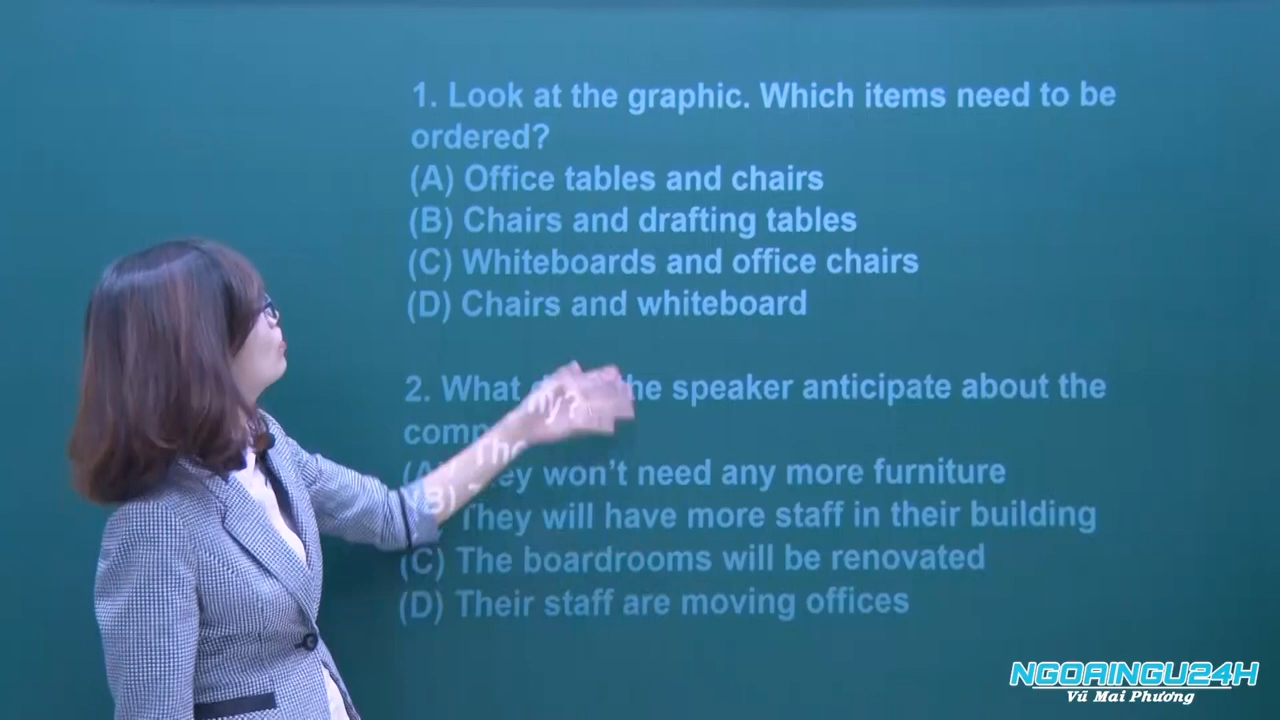 1. Look at the graphic. Which items need to be
ordered?
(A) Office tables and chairs
(B) Chairs and drafting tables
(C) Whiteboards and office chairs
(D) Chairs and whiteboard
2. What the speaker anticipate about the
(A) They won't need any more furniture
(B) They will have more staff in their building
(C) The boardrooms will be renovated
(D) Their staff are moving offices
NGOAINGU24H
Vũ Mai Phương